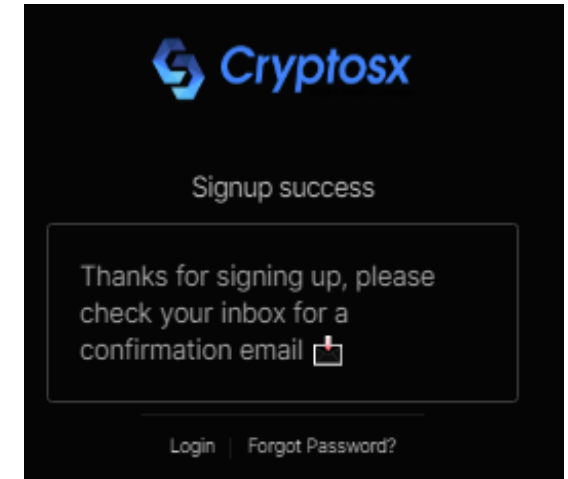 Cryptosx
Signup success
Thanks for signing up, please
check your inbox for a
confirmation email 📩
Login | Forgot Password?